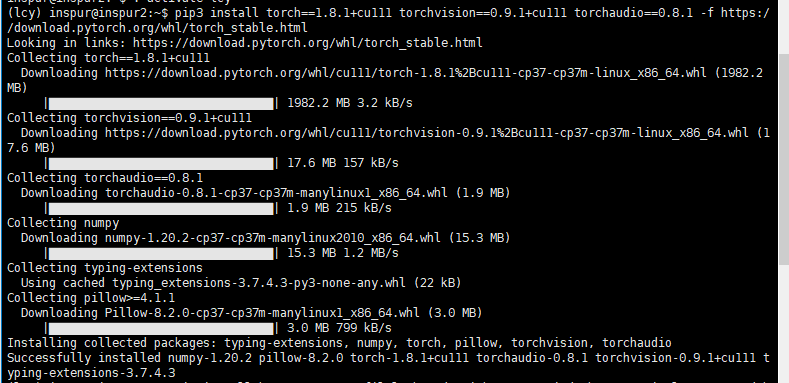 (lcy) inspur@inspur2:~$ pip3 install torch==1.8.1+cu111 torchvision==0.9.1+cu111 torchaudio==0.8.1 -f https:/
/download.pytorch.org/whl/torch_stable.html
Looking in links: https://download.pytorch.org/whl/torch_stable.html
Collecting torch==1.8.1+cu111
  Downloading https://download.pytorch.org/whl/cu111/torch-1.8.1%2Bcu111-cp37-cp37m-linux_x86_64.whl (1982.2
MB)
     || 1982.2 MB 3.2 kB/s
Collecting torchvision==0.9.1+cu111
  Downloading https://download.pytorch.org/whl/cu111/torchvision-0.9.1%2Bcu111-cp37-cp37m-linux_x86_64.whl (1
7.6 MB)
     || 17.6 MB 157 kB/s
Collecting torchaudio==0.8.1
  Downloading torchaudio-0.8.1-cp37-cp37m-manylinux1_x86_64.whl (1.9 MB)
     || 1.9 MB 215 kB/s
Collecting numpy
  Downloading numpy-1.20.2-cp37-cp37m-manylinux2010_x86_64.whl (15.3 MB)
     || 15.3 MB 1.2 MB/s
Collecting typing-extensions
  Using cached typing_extensions-3.7.4.3-py3-none-any.whl (22 kB)
Collecting pillow>=4.1.1
  Downloading Pillow-8.2.0-cp37-cp37m-manylinux1_x86_64.whl (3.0 MB)
     || 3.0 MB 799 kB/s
Installing collected packages: typing-extensions, numpy, torch, pillow, torchvision, torchaudio
Successfully installed numpy-1.20.2 pillow-8.2.0 torch-1.8.1+cu111 torchaudio-0.8.1 torchvision-0.9.1+cu111 t
yping-extensions-3.7.4.3